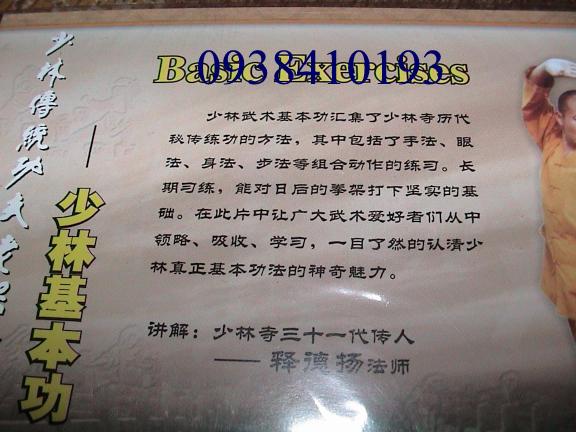 Basic Exercises
0938410193
少林武术基本功汇集了少林寺历代
秘传练功的方法，其中包括了手法、眼
法、身法、步法等组合动作的练习。长
期习练，能对日后的拳架打下坚实的基
础。在此片中让广大武术爱好者们从中
领略、吸收、学习，一目了然的认清少
林真正基本功法的神奇魅力。
讲解：少林寺三十一代传人
——释德扬法师
少林傳統功夫
—少林基本功